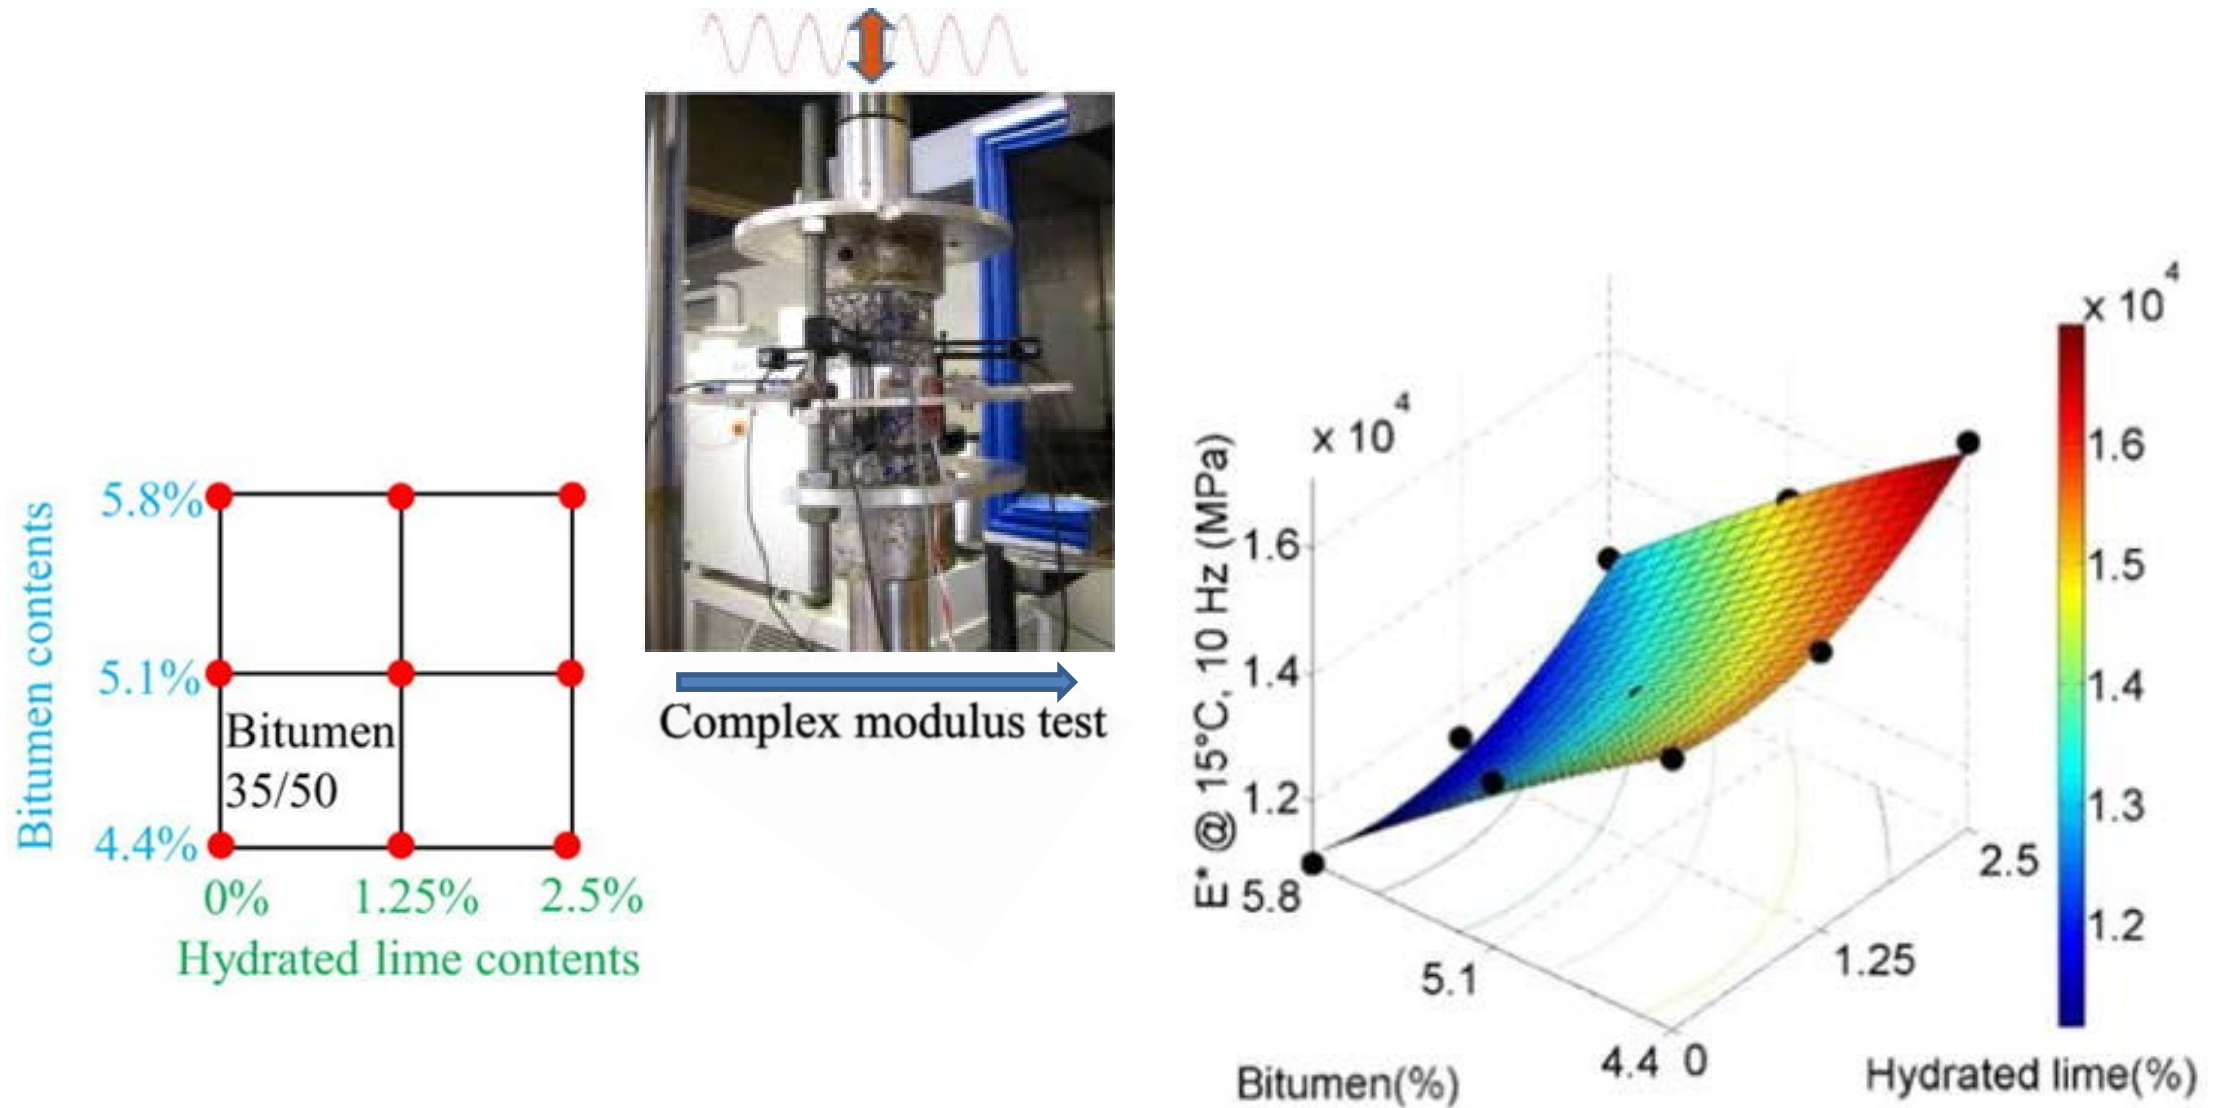 Bitumen contents
5.8%
5.1%
4.4%
Bitumen
35/50
0% 1.25% 2.5%
Hydrated lime contents
Complex modulus test
E* @ 15°C, 10 Hz (MPa)
x 10 4
1.6
1.4
1.2
5.8
5.1
4.4
Bitumen(%)
0
1.25
2.5
Hydrated lime(%)
x 10 4
1.6
1.5
1.4
1.3
1.2